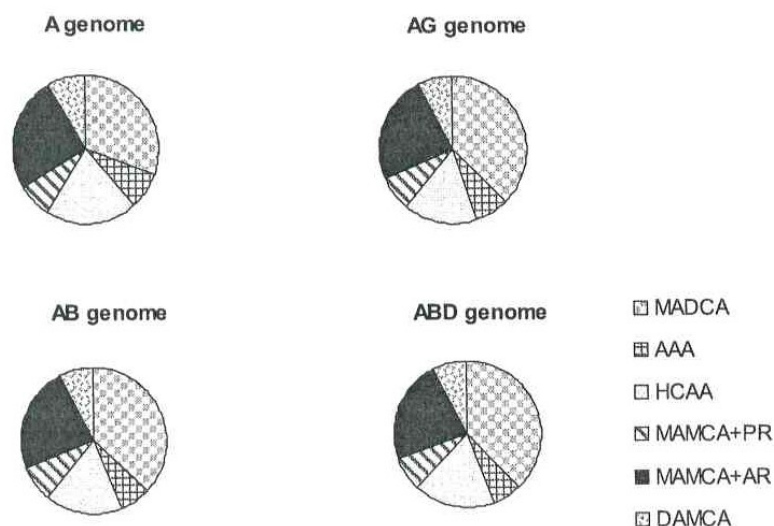 A genome
AG genome
AB genome
ABD genome
MADCA
AAA
HCAA
MAMCA+PR
MAMCA+AR
DAMCA